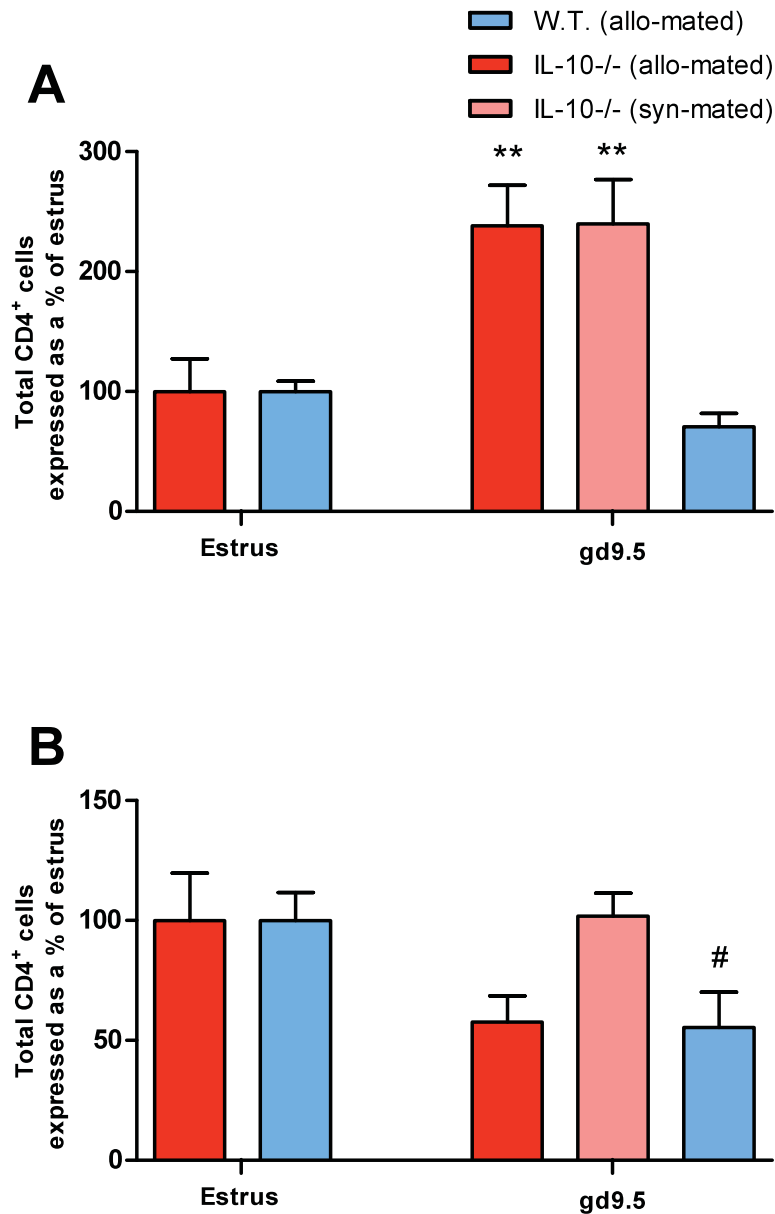 W.T. (allo-mated)
IL-10-/- (allo-mated)
IL-10-/- (syn-mated)
A
Total CD4⁺ cells
expressed as a % of estrus
300
200
100
0
** **
Estrus gd9.5
B
Total CD4⁺ cells
expressed as a % of estrus
150
100
50
0
#
Estrus gd9.5